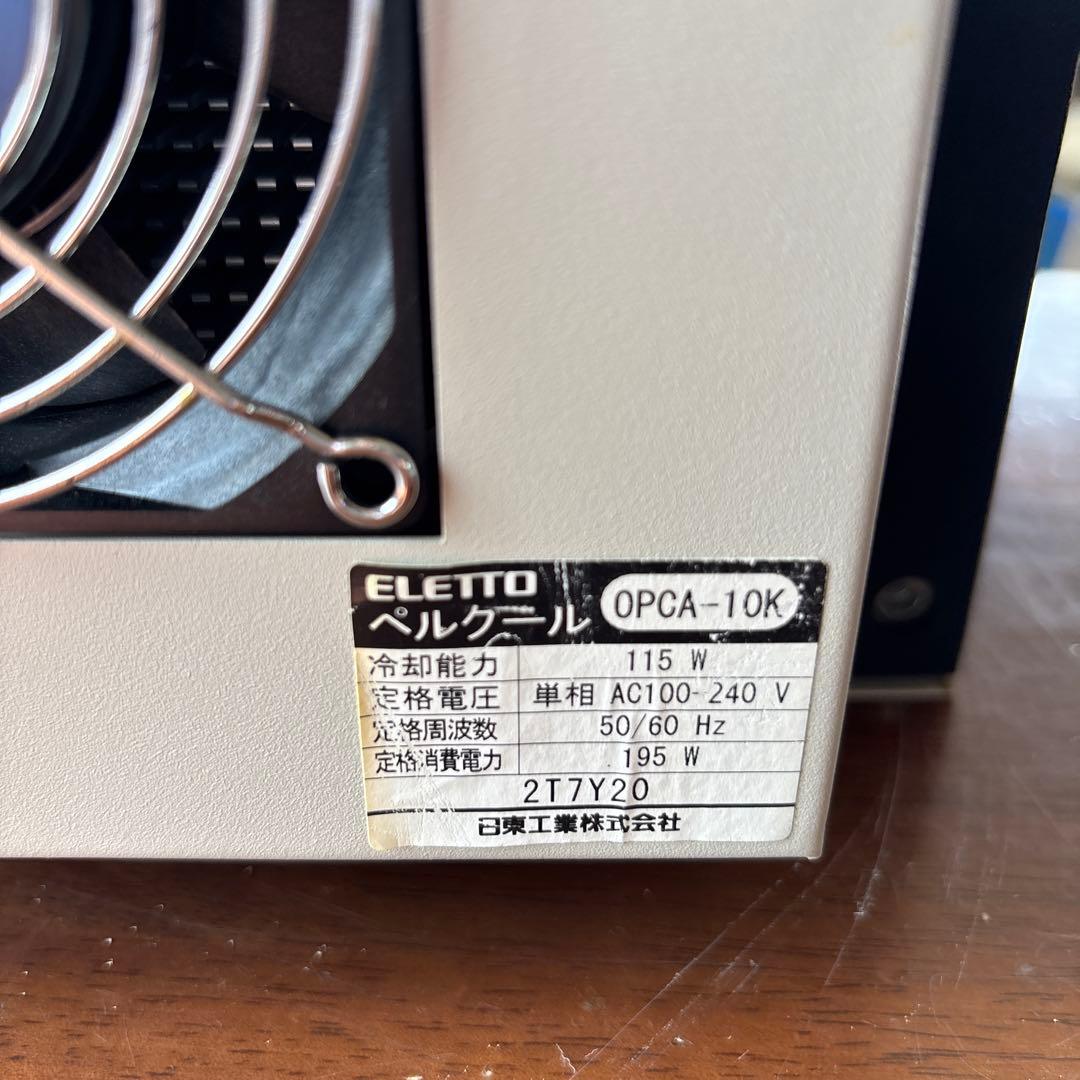 ELETTO
ペルクール OPCA-10K
冷却能力 115 W
定格電圧 単相 AC100-240 V
定格周波数 50/60 Hz
定格消費電力 195 W
2T7Y20
日東工業株式会社